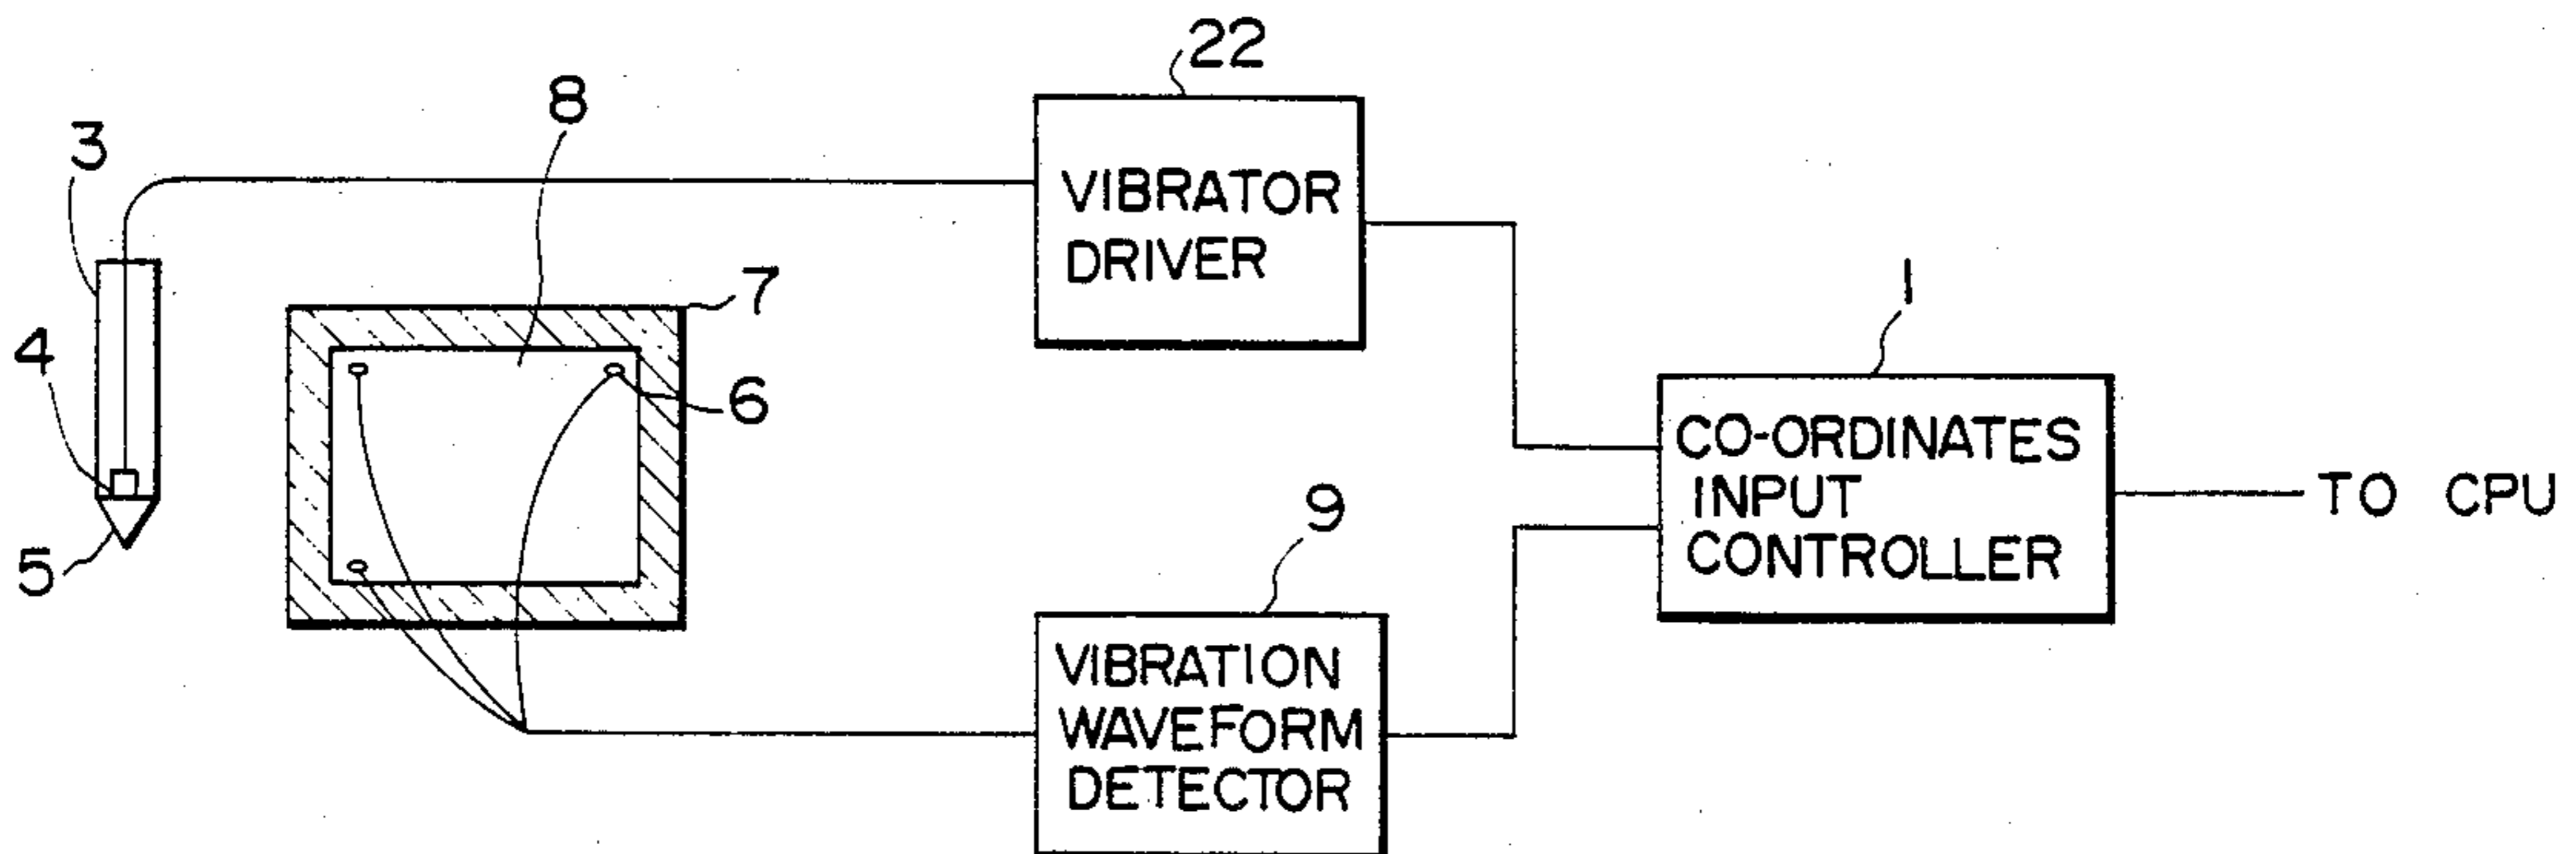 22
8
3
VIBRATOR
DRIVER
7
1
4
6
CO-ORDINATES
INPUT
CONTROLLER
TO CPU
5
9
VIBRATION
WAVEFORM
DETECTOR